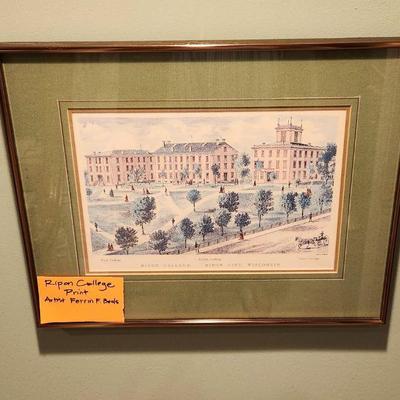 RIPON COLLEGE, RIPON CITY, WISCONSIN
Ripon College
Print
Artist Ferrin F. Beals